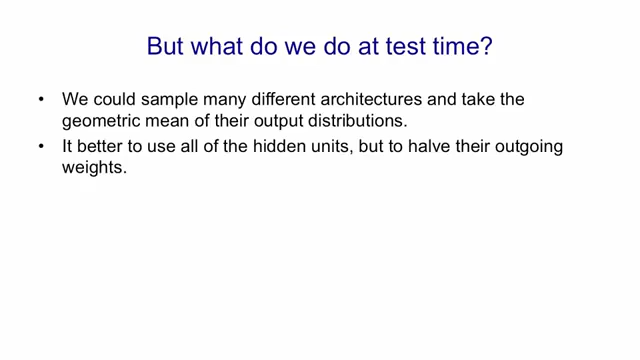 But what do we do at test time?
• We could sample many different architectures and take the
geometric mean of their output distributions.
• It better to use all of the hidden units, but to halve their outgoing
weights.